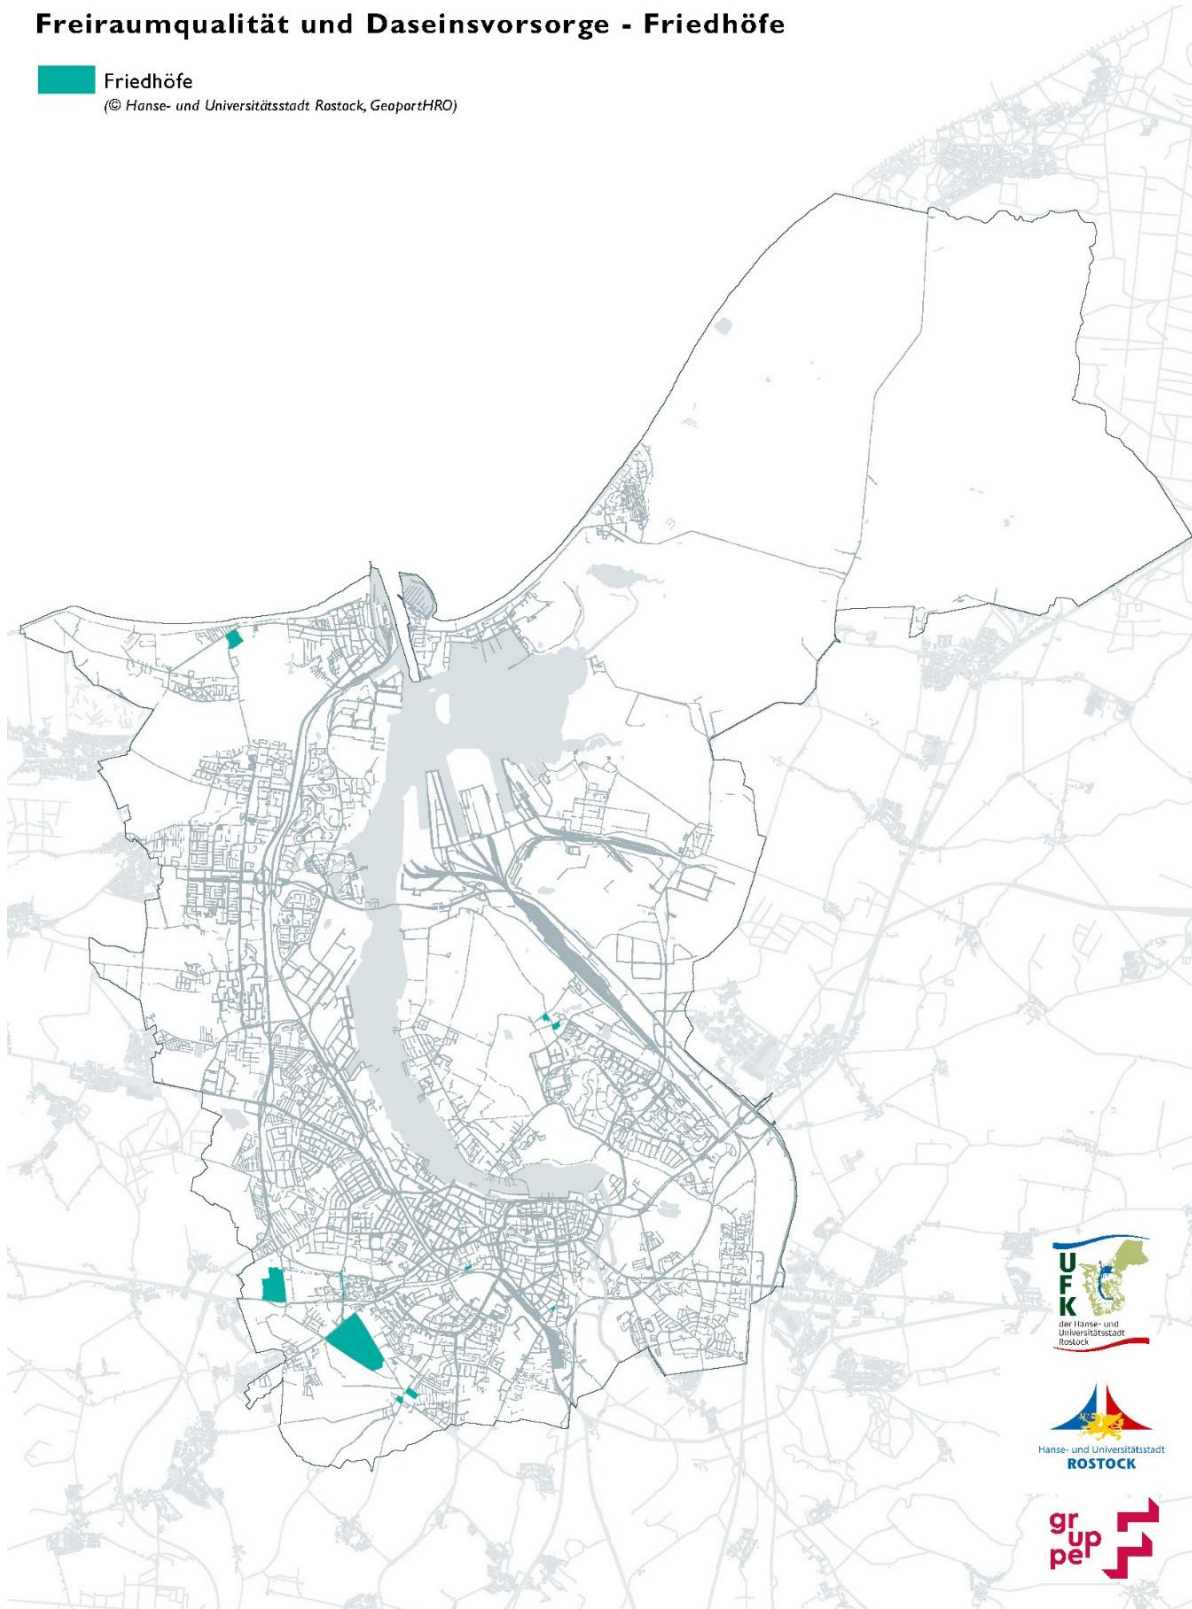 Freiraumqualität und Daseinsvorsorge - Friedhöfe
Friedhöfe
(© Hanse- und Universitätsstadt Rostock, GeoportHRO)
UFK
der Hanse- und
Universitätsstadt
Rostock
Hanse- und Universitätsstadt
ROSTOCK
gr
up
pe
F